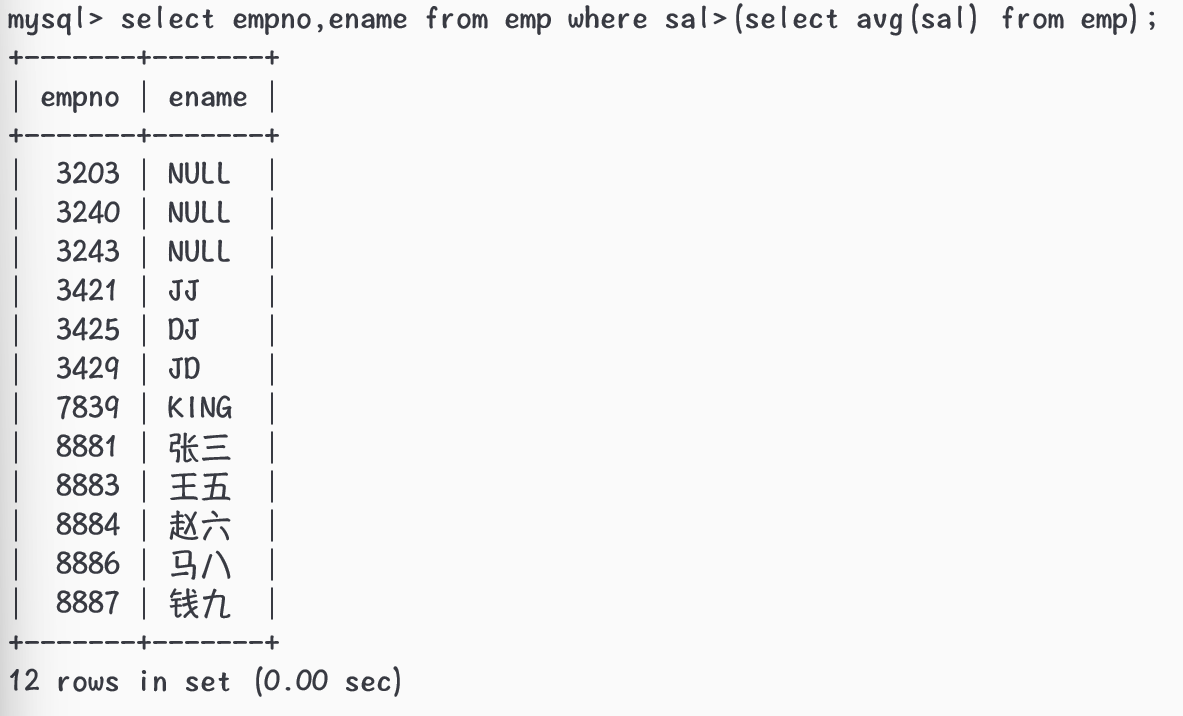 mysql> select empno,ename from emp where sal>(select avg(sal) from emp);
+-------+-------+
| empno | ename |
+-------+-------+
|  3203 | NULL  |
|  3240 | NULL  |
|  3243 | NULL  |
|  3421 | JJ    |
|  3425 | DJ    |
|  3429 | JD    |
|  7839 | KING  |
|  8881 | 张三  |
|  8883 | 王五  |
|  8884 | 赵六  |
|  8886 | 马八  |
|  8887 | 钱九  |
+-------+-------+
12 rows in set (0.00 sec)